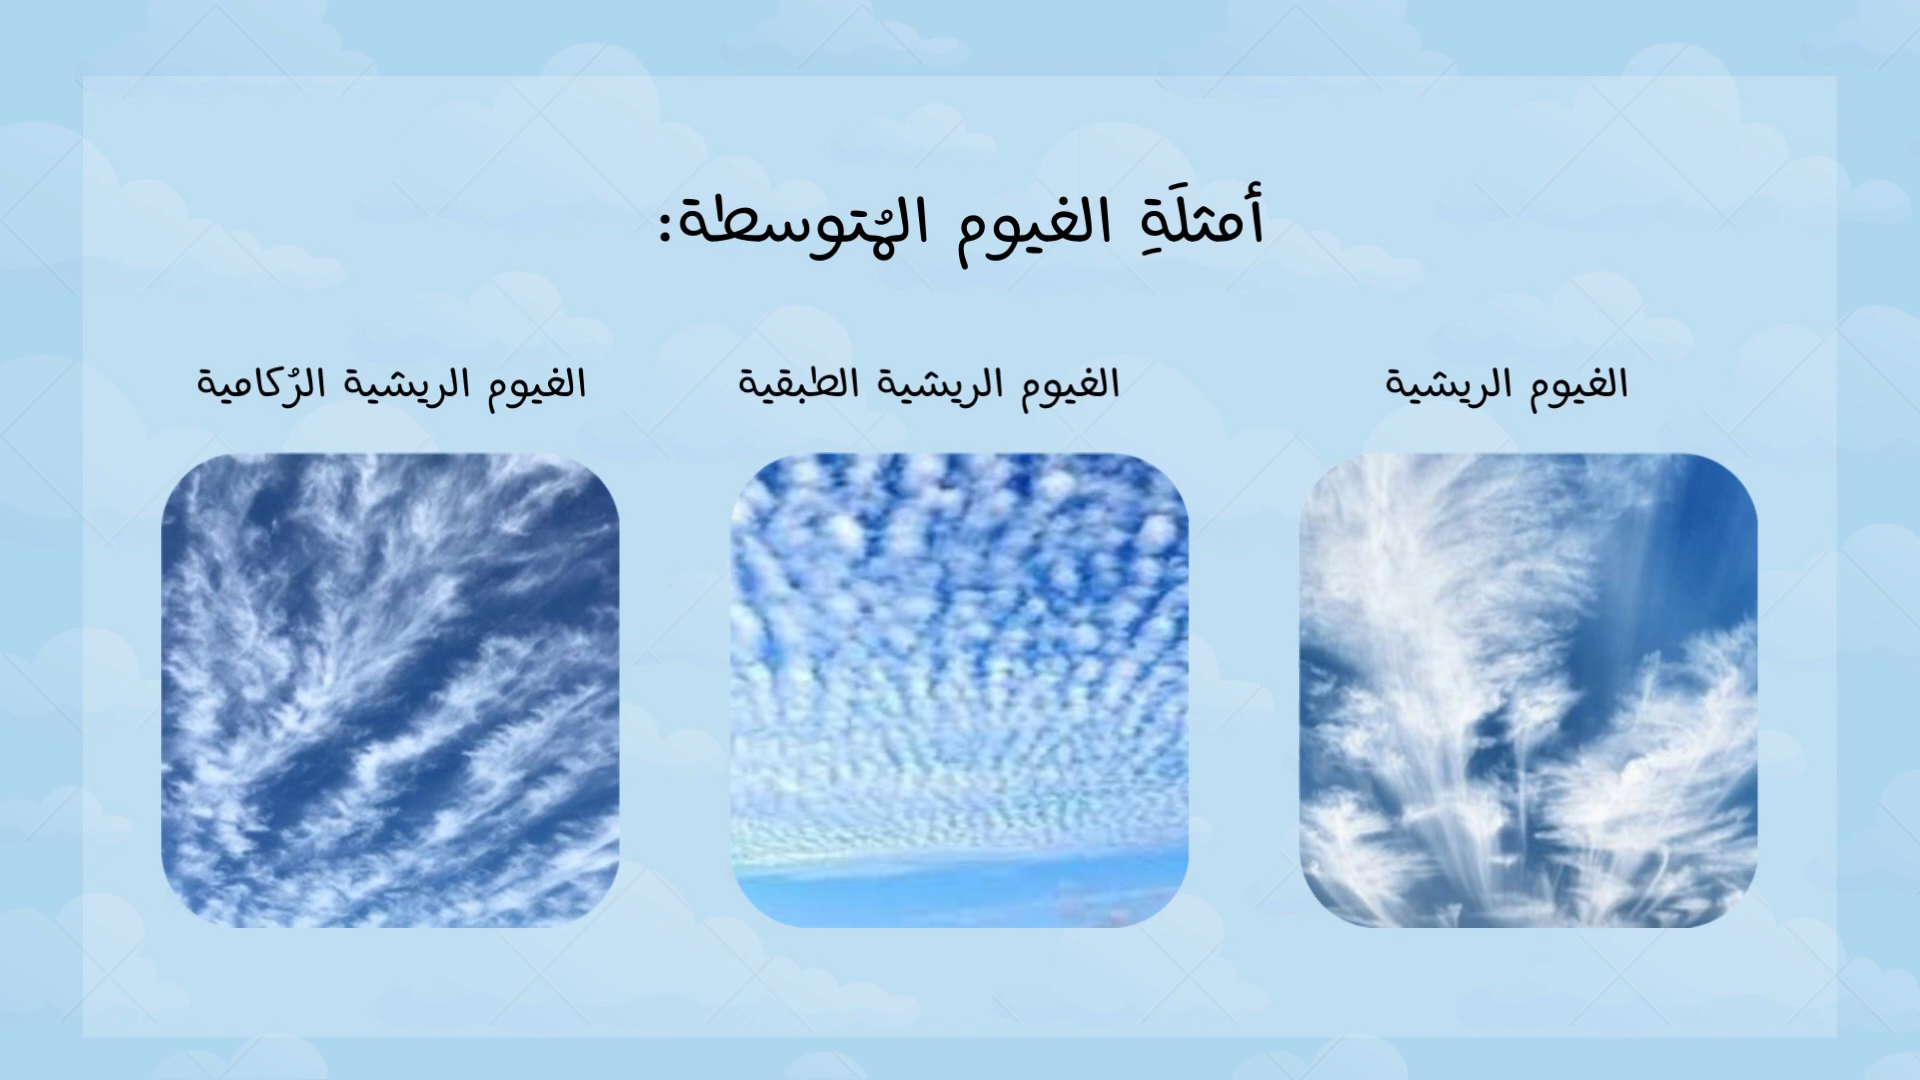 أمثلَةِ الغيوم المُتوسطة:
الغيوم الريشية
الغيوم الريشية الطبقية
الغيوم الريشية الرُكامية